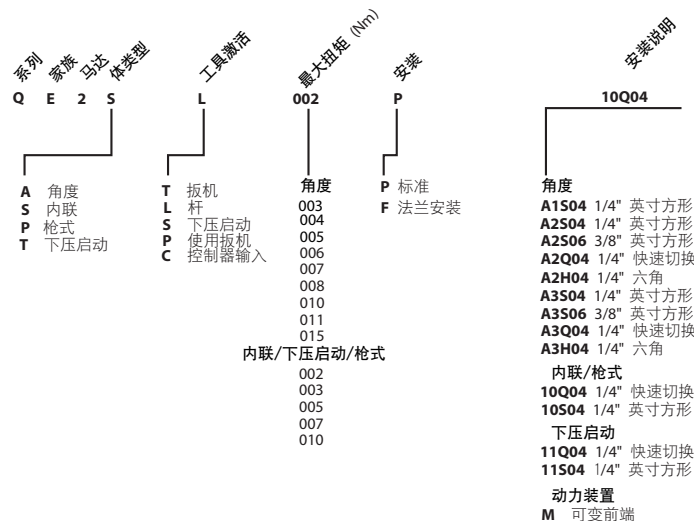 系列 家族 马达 体类型 工具激活 最大扭矩 (Nm) 安装 安装说明
Q E 2 S L 002 P 10Q04
A 角度
S 内联
P 枪式
T 下压启动
T 扳机
L 杆
S 下压启动
P 使用扳机
C 控制器输入
角度
003
004
005
006
007
008
010
011
015
内联/下压启动/枪式
002
003
005
007
010
P 标准
F 法兰安装
角度
A1S04 1/4" 英寸方形
A2S04 1/4" 英寸方形
A2S06 3/8" 英寸方形
A2Q04 1/4" 快速切换
A2H04 1/4" 六角
A3S04 1/4" 英寸方形
A3S06 3/8" 英寸方形
A3Q04 1/4" 快速切换
A3H04 1/4" 六角
内联/枪式
10Q04 1/4" 快速切换
10S04 1/4" 英寸方形
下压启动
11Q04 1/4" 快速切换
11S04 1/4" 英寸方形
动力装置
M 可变前端